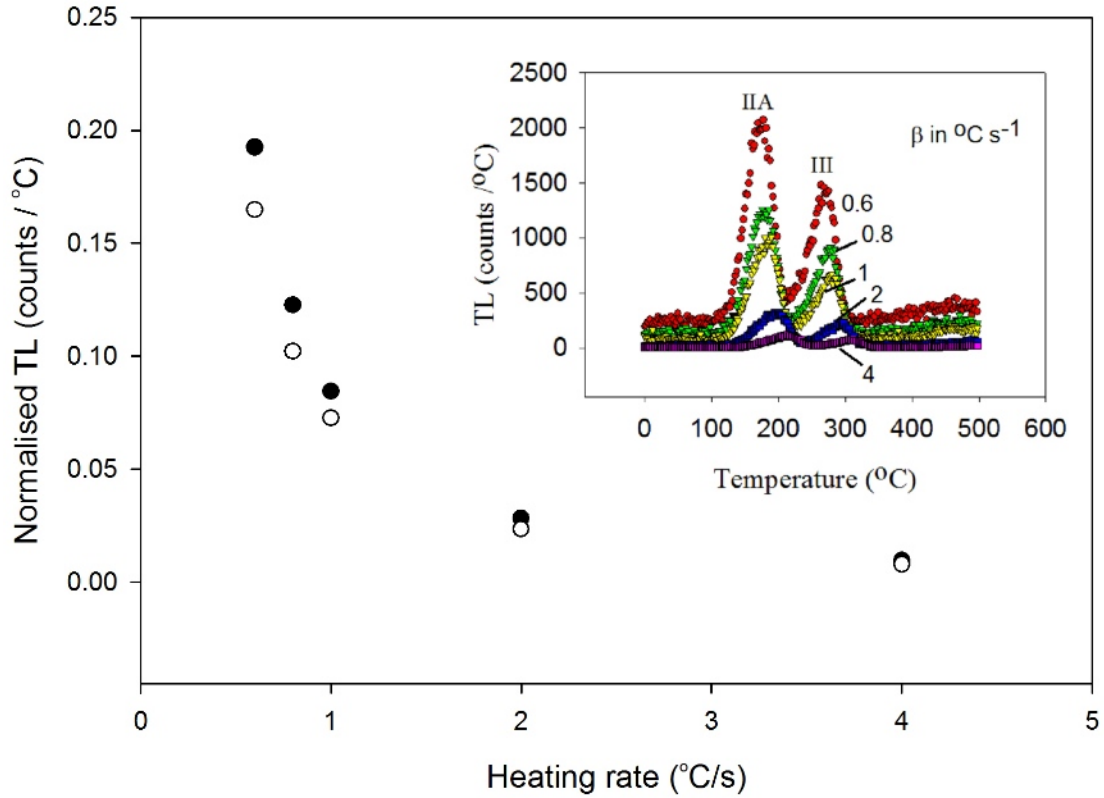 0.25
0.20
0.15
0.10
0.05
0.00
Normalised TL (counts / °C)
0 1 2 3 4 5
Heating rate (°C/s)
2500
2000
1500
1000
500
0
TL (counts /°C)
IIA
III
β in °C s-1
0.6
0.8
1
2
4
0 100 200 300 400 500 600
Temperature (°C)